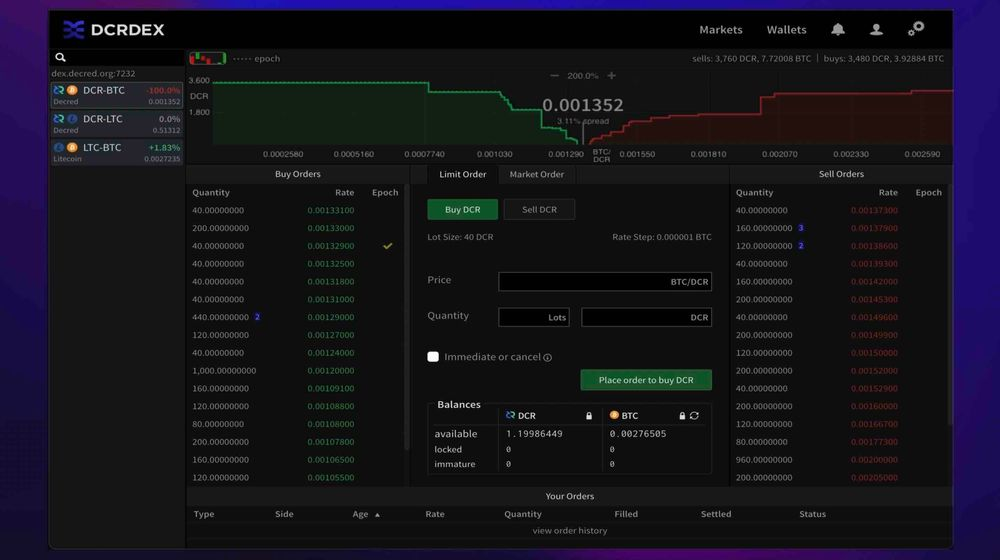 DCRDEX
Markets Wallets
epoch
sells: 3,760 DCR, 7.72008 BTC | buys: 3,480 DCR, 3.92884 BTC
dex.decred.org:7232
DCR-BTC -100.0%
Decred 0.001352
DCR-LTC 0.0%
Decred 0.51312
LTC-BTC +1.83%
Litecoin 0.0027235
3.600
DCR
1.800
— 200.0% +
0.001352
3.11% spread
0.0002580 0.0005160 0.0007740 0.001030 0.001290 BTC/DCR 0.001550 0.001810 0.002070 0.002330 0.002590
Buy Orders
Quantity Rate Epoch
40.00000000 0.00133100
200.00000000 0.00133000
40.00000000 0.00132900
40.00000000 0.00132500
40.00000000 0.00131800
40.00000000 0.00131000
440.00000000 2 0.00129000
120.00000000 0.00127000
40.00000000 0.00124000
1,000.00000000 0.00120000
160.00000000 0.00109100
120.00000000 0.00108800
80.00000000 0.00108000
200.00000000 0.00107800
160.00000000 0.00106500
120.00000000 0.00105500
Limit Order Market Order
Buy DCR Sell DCR
Lot Size: 40 DCR Rate Step: 0.000001 BTC
Price BTC/DCR
Quantity Lots DCR
Immediate or cancel
Place order to buy DCR
Balances
DCR BTC
available 1.19986449 0.00276505
locked 0 0
immature 0 0
Sell Orders
Quantity Rate Epoch
40.00000000 0.00137300
160.00000000 3 0.00137900
120.00000000 2 0.00138600
40.00000000 0.00139300
160.00000000 0.00142000
200.00000000 0.00145300
40.00000000 0.00149600
200.00000000 0.00149900
120.00000000 0.00150000
200.00000000 0.00152000
40.00000000 0.00152900
200.00000000 0.00160000
120.00000000 0.00166700
80.00000000 0.00177300
960.00000000 0.00200000
200.00000000 0.00205000
Your Orders
Type Side Age Rate Quantity Filled Settled Status
view order history